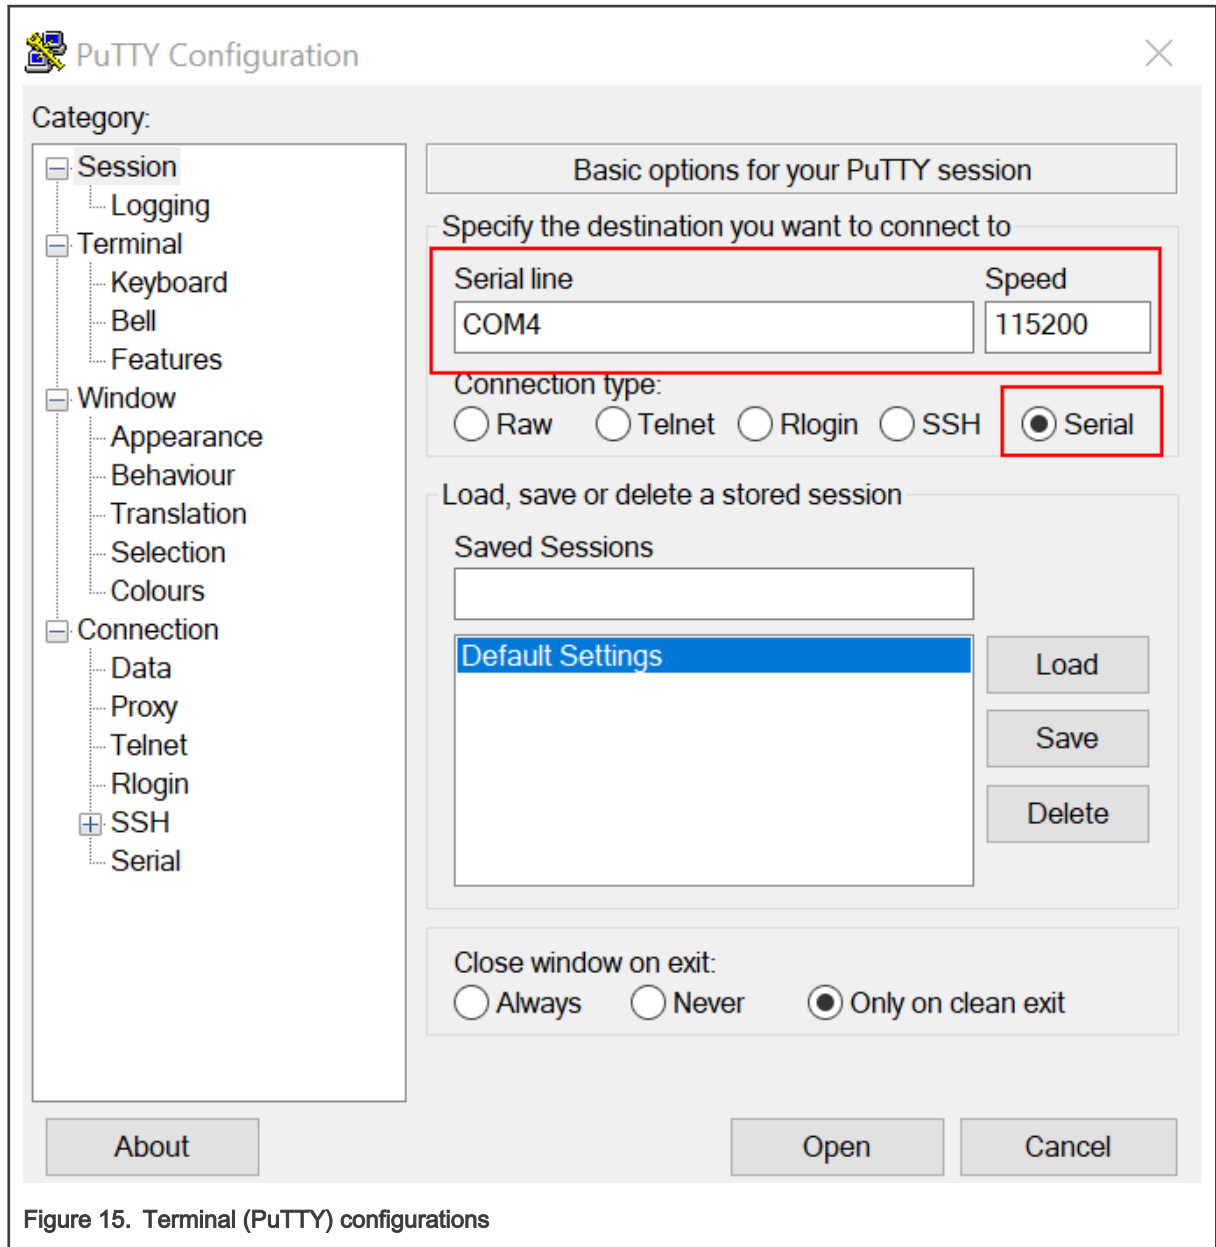 PuTTY Configuration
Category:
Session
Logging
Terminal
Keyboard
Bell
Features
Window
Appearance
Behaviour
Translation
Selection
Colours
Connection
Data
Proxy
Telnet
Rlogin
SSH
Serial
Basic options for your PuTTY session
Specify the destination you want to connect to
Serial line Speed
COM4 115200
Connection type:
Raw Telnet Rlogin SSH Serial
Load, save or delete a stored session
Saved Sessions
Default Settings
Load
Save
Delete
Close window on exit:
Always Never Only on clean exit
About Open Cancel
Figure 15. Terminal (PuTTY) configurations